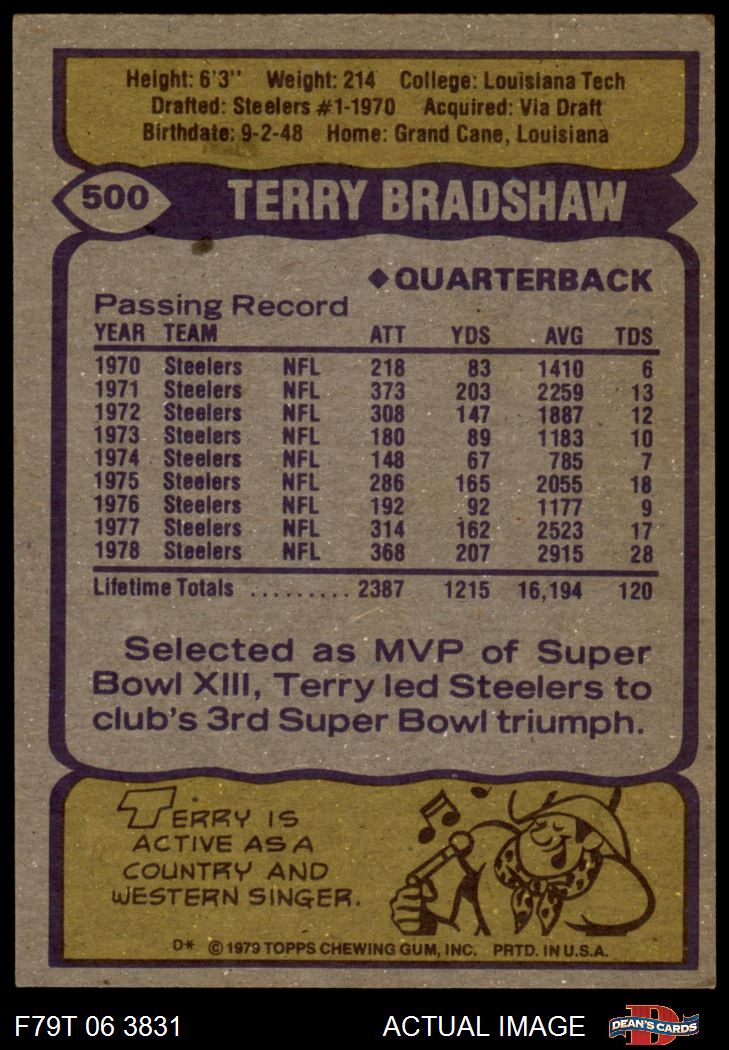 Height: 6'3" Weight: 214 College: Louisiana Tech
Drafted: Steelers #1-1970 Acquired: Via Draft
Birthdate: 9-2-48 Home: Grand Cane, Louisiana
500 TERRY BRADSHAW
◆QUARTERBACK
Passing Record
YEAR TEAM ATT YDS AVG TDS
1970 Steelers NFL 218 83 1410 6
1971 Steelers NFL 373 203 2259 13
1972 Steelers NFL 308 147 1887 12
1973 Steelers NFL 180 89 1183 10
1974 Steelers NFL 148 67 785 7
1975 Steelers NFL 286 165 2055 18
1976 Steelers NFL 192 92 1177 9
1977 Steelers NFL 314 162 2523 17
1978 Steelers NFL 368 207 2915 28
Lifetime Totals ......... 2387 1215 16,194 120
Selected as MVP of Super
Bowl XIII, Terry led Steelers to
club's 3rd Super Bowl triumph.
TERRY IS
ACTIVE AS A
COUNTRY AND
WESTERN SINGER.
D* © 1979 TOPPS CHEWING GUM, INC. PRTD. IN U.S.A.
F79T 06 3831 ACTUAL IMAGE D DEAN'S CARDS